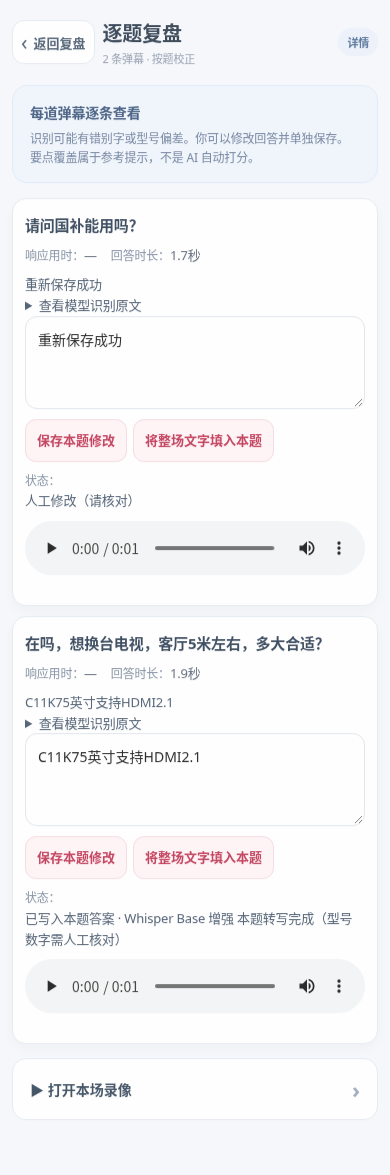 ‹ 返回复盘
逐题复盘
2 条弹幕 · 按题校正
详情
每道弹幕逐条查看
识别可能有错别字或型号偏差。你可以修改回答并单独保存。
要点覆盖属于参考提示，不是 AI 自动打分。
请问国补能用吗？
响应用时：— 回答时长：1.7秒
重新保存成功
▶ 查看模型识别原文
重新保存成功
保存本题修改 将整场文字填入本题
状态：
人工修改（请核对）
0:00 / 0:01
在吗，想换台电视，客厅5米左右，多大合适？
响应用时：— 回答时长：1.9秒
C11K75英寸支持HDMI2.1
▶ 查看模型识别原文
C11K75英寸支持HDMI2.1
保存本题修改 将整场文字填入本题
状态：
已写入本题答案 · Whisper Base 增强 本题转写完成（型号
数字需人工核对）
0:00 / 0:01
▶ 打开本场录像 ›